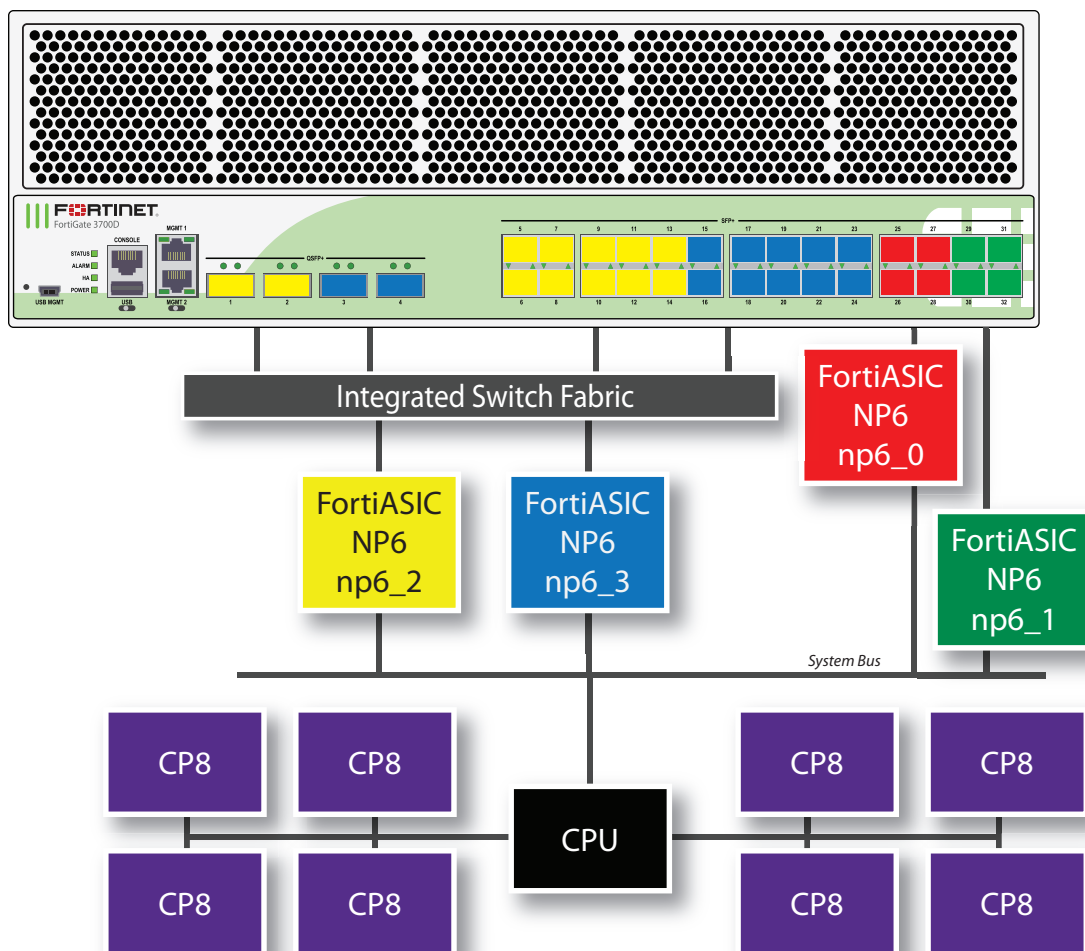 FORTINET
FortiGate 3700D
STATUS
ALARM
HA
POWER
USB MGMT
CONSOLE
USB
MGMT 1
MGMT 2
QSFP+
1 2 3 4
SFP+
5 7 9 11 13 15 17 19 21 23 25 27 29 31
6 8 10 12 14 16 18 20 22 24 26 28 30 32
Integrated Switch Fabric
FortiASIC
NP6
np6_0
FortiASIC
NP6
np6_2
FortiASIC
NP6
np6_3
FortiASIC
NP6
np6_1
System Bus
CP8 CP8 CP8 CP8
CPU
CP8 CP8 CP8 CP8